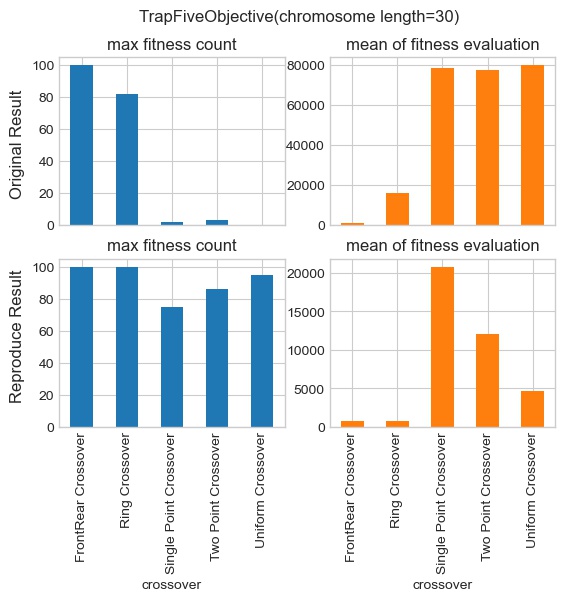 TrapFiveObjective(chromosome length=30)
max fitness count
mean of fitness evaluation
Original Result
100
80
60
40
20
0
80000
60000
40000
20000
0
max fitness count
mean of fitness evaluation
Reproduce Result
100
80
60
40
20
0
20000
15000
10000
5000
0
FrontRear Crossover
Ring Crossover
Single Point Crossover
Two Point Crossover
Uniform Crossover
FrontRear Crossover
Ring Crossover
Single Point Crossover
Two Point Crossover
Uniform Crossover
crossover
crossover